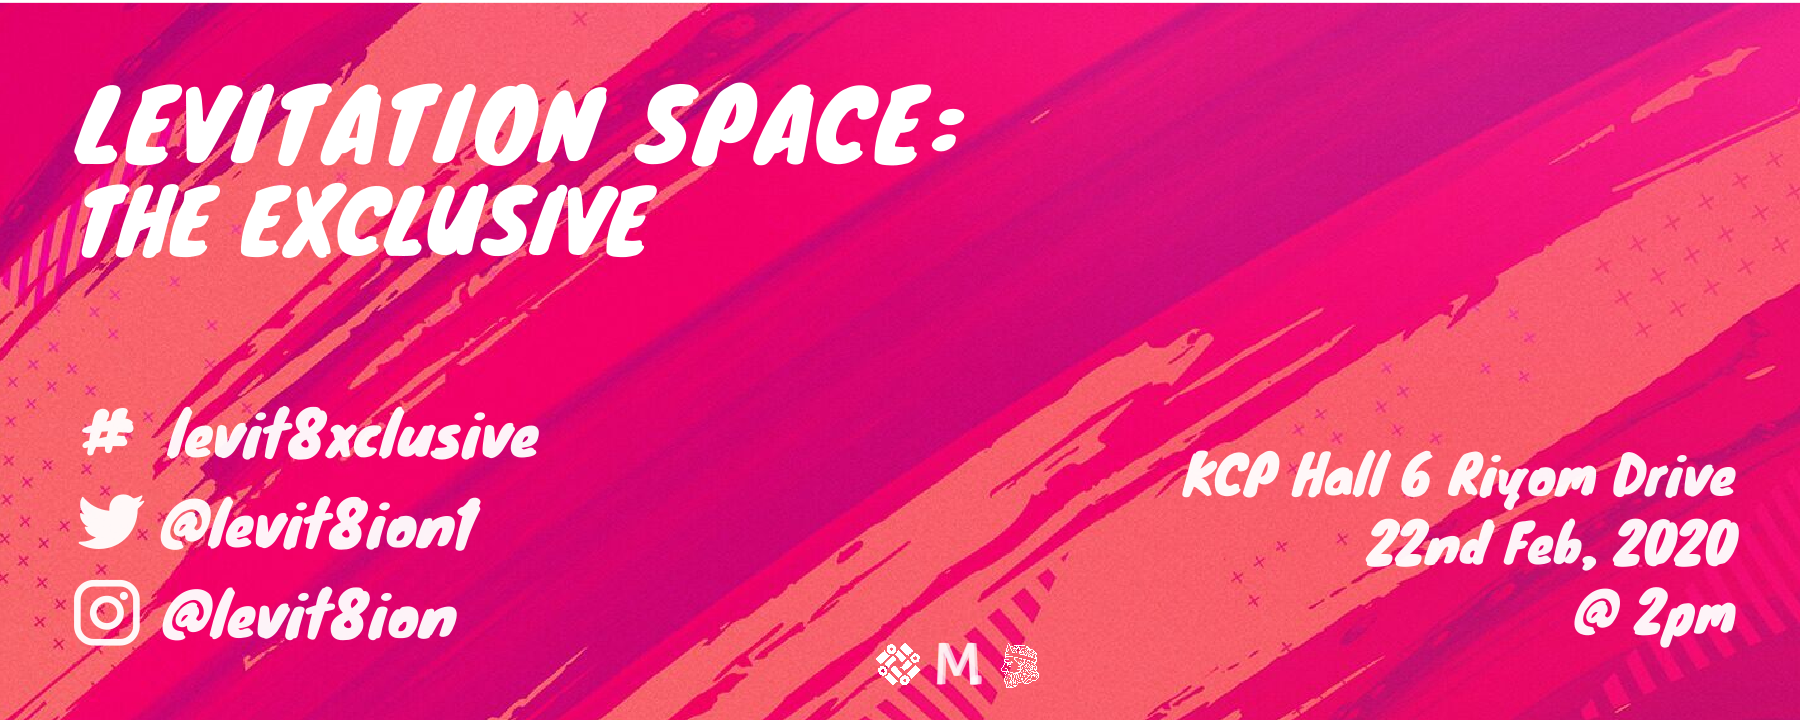 LEVITATION SPACE:
THE EXCLUSIVE
# levit8xclusive
@levit8ion1
@levit8ion
KCP Hall 6 Riyom Drive
22nd Feb, 2020
@ 2pm
M